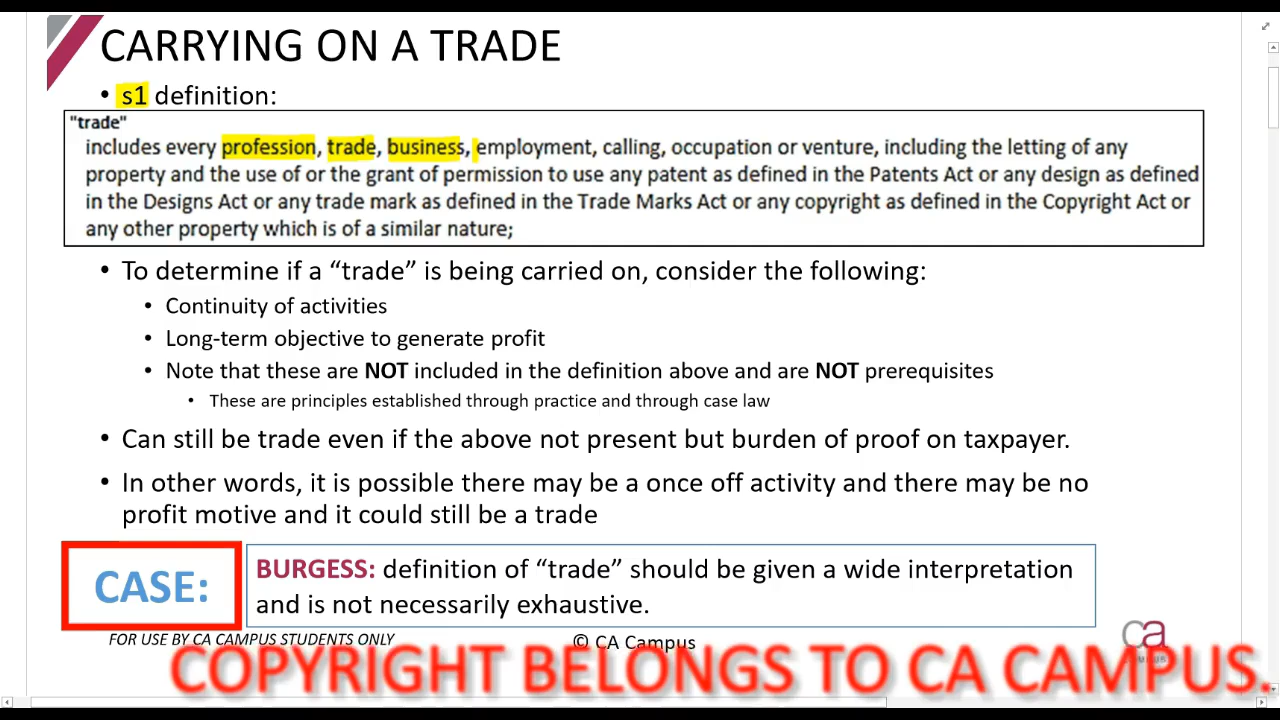 CARRYING ON A TRADE
• s1 definition:
"trade"
includes every profession, trade, business, employment, calling, occupation or venture, including the letting of any
property and the use of or the grant of permission to use any patent as defined in the Patents Act or any design as defined
in the Designs Act or any trade mark as defined in the Trade Marks Act or any copyright as defined in the Copyright Act or
any other property which is of a similar nature;
• To determine if a “trade” is being carried on, consider the following:
• Continuity of activities
• Long-term objective to generate profit
• Note that these are NOT included in the definition above and are NOT prerequisites
• These are principles established through practice and through case law
• Can still be trade even if the above not present but burden of proof on taxpayer.
• In other words, it is possible there may be a once off activity and there may be no
profit motive and it could still be a trade
CASE:
BURGESS: definition of “trade” should be given a wide interpretation
and is not necessarily exhaustive.
FOR USE BY CA CAMPUS STUDENTS ONLY
© CA Campus
ca
COPYRIGHT BELONGS TO CA CAMPUS.